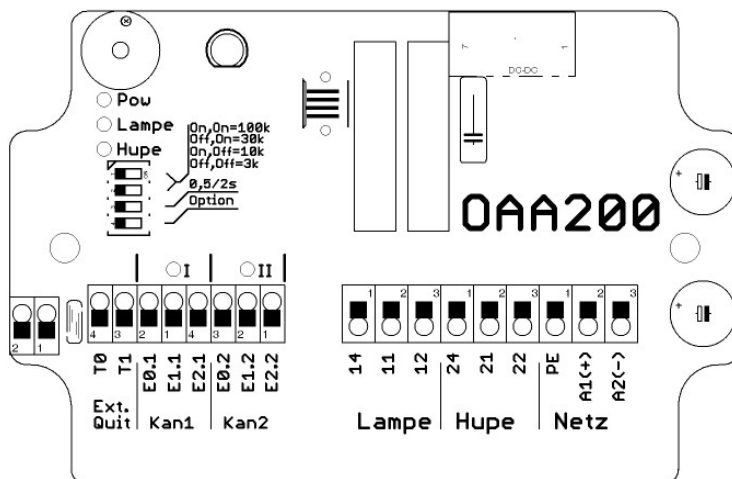 7 1
DC-DC
Pow
Lampe
Hupe
On,On=100k
Off,On=30k
On,Off=10k
Off,Off=3k
0,5/2s
Option
OAA200
+
+
I II
2 1
4 3 2 1 4 3 2 1
1 2 3 1 2 3 1 2 3
T0 T1 E0.1 E1.1 E2.1 E0.2 E1.2 E2.2
14 11 12 24 21 22 PE A1(+) A2(-)
Ext.
Quit Kan1 Kan2
Lampe Hupe Netz